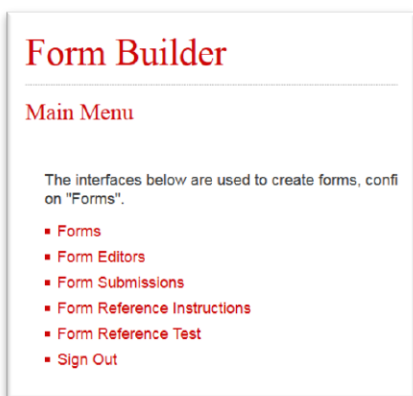 Form Builder
Main Menu
The interfaces below are used to create forms, confi
on "Forms".
Forms
Form Editors
Form Submissions
Form Reference Instructions
Form Reference Test
Sign Out